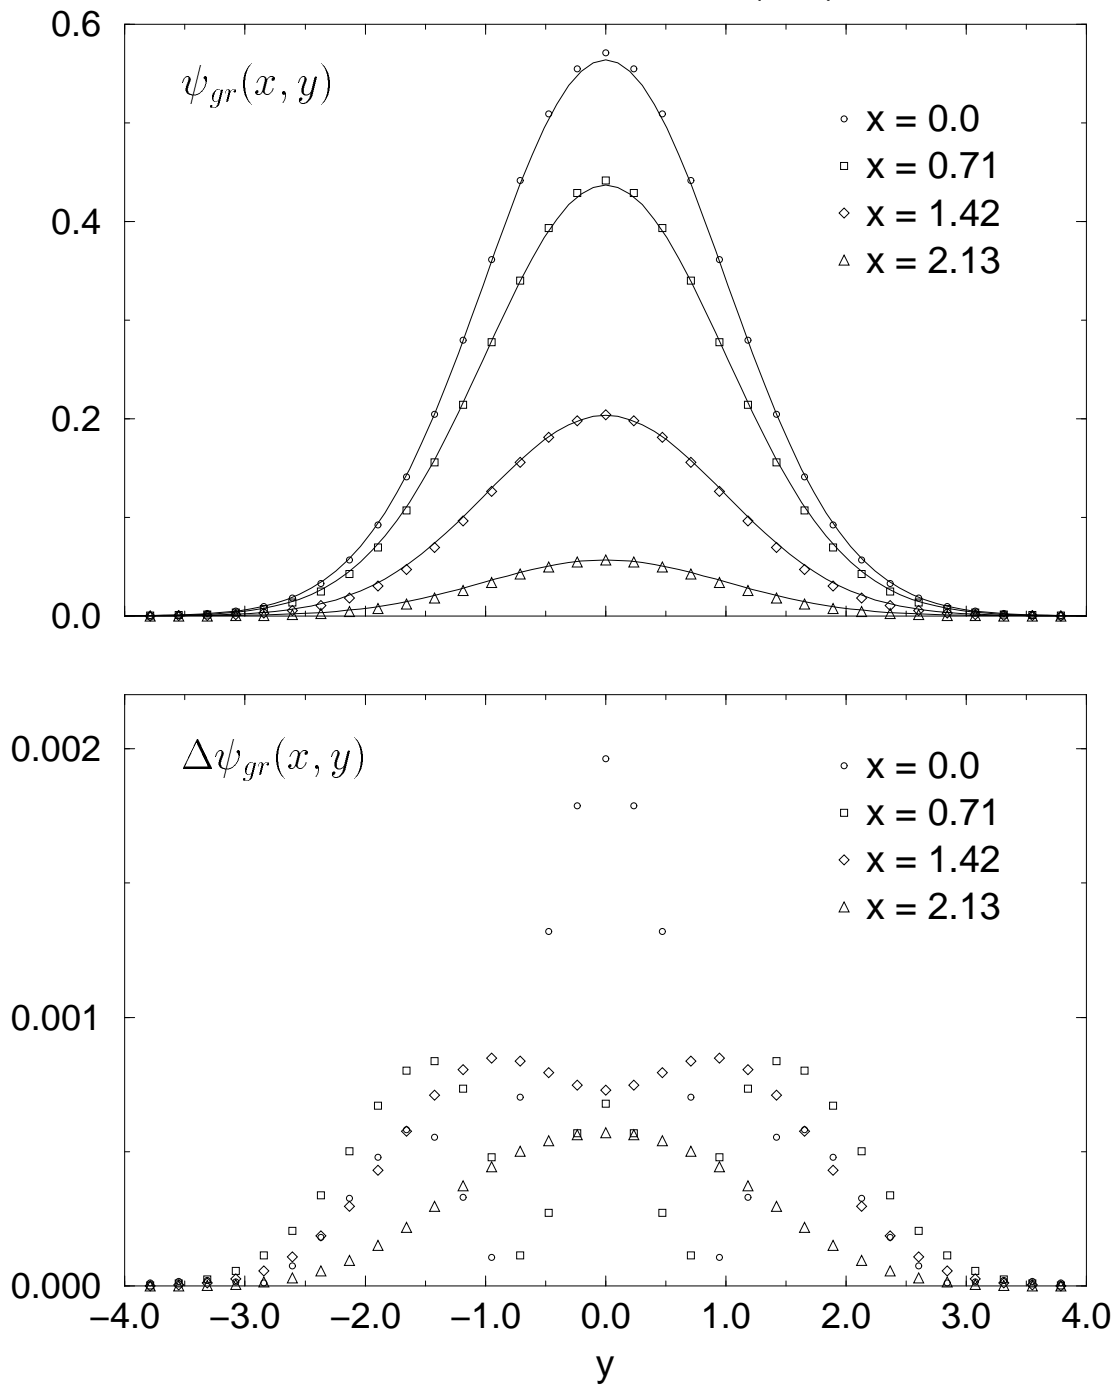 0.6
ψgr(x, y)
x = 0.0
x = 0.71
0.4
x = 1.42
x = 2.13
0.2
0.0
0.002
Δψgr(x, y)
x = 0.0
x = 0.71
x = 1.42
x = 2.13
0.001
0.000
−4.0 −3.0 −2.0 −1.0 0.0 1.0 2.0 3.0 4.0
y